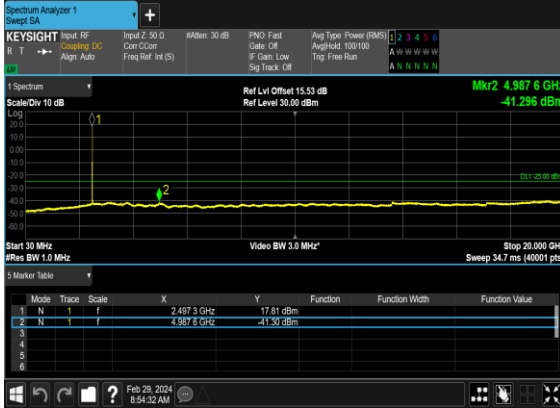 Spectrum Analyzer 1
Swept SA
+
KEYSIGHT
R T
LW
Input: RF
Coupling: DC
Align: Auto
Input Z: 50 Ω
Corr CCorr
Freq Ref: Int (S)
#Atten: 30 dB
PNO: Fast
Gate: Off
IF Gain: Low
Sig Track: Off
Avg Type: Power (RMS)
Avg|Hold: 100/100
Trig: Free Run
1 2 3 4 5 6
A W W W W W
A N N N N N
1 Spectrum
Scale/Div 10 dB
Ref Lvl Offset 15.53 dB
Ref Level 30.00 dBm
Mkr2 4.987 6 GHz
-41.296 dBm
Log
20.0
10.0
0.00
-10.0
-20.0
-30.0
-40.0
-50.0
-60.0
1
2
DL1 -25.00 dBm
Start 30 MHz
#Res BW 1.0 MHz
Video BW 3.0 MHz*
Stop 20.000 GHz
Sweep 34.7 ms (40001 pts)
5 Marker Table
Mode Trace Scale X Y Function Function Width Function Value
1 N 1 f 2.497 3 GHz 17.81 dBm
2 N 1 f 4.987 6 GHz -41.30 dBm
3
4
5
6
?
Feb 29, 2024
8:54:32 AM